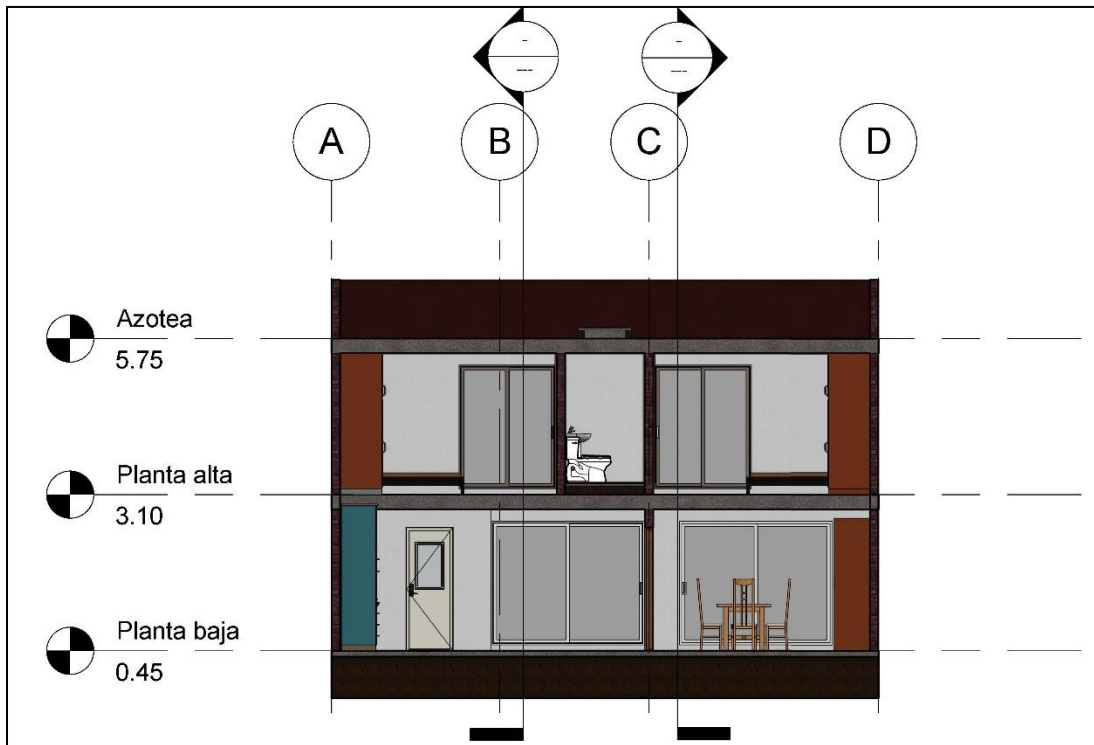 -
---
-
---
A
B
C
D
Azotea
5.75
Planta alta
3.10
Planta baja
0.45